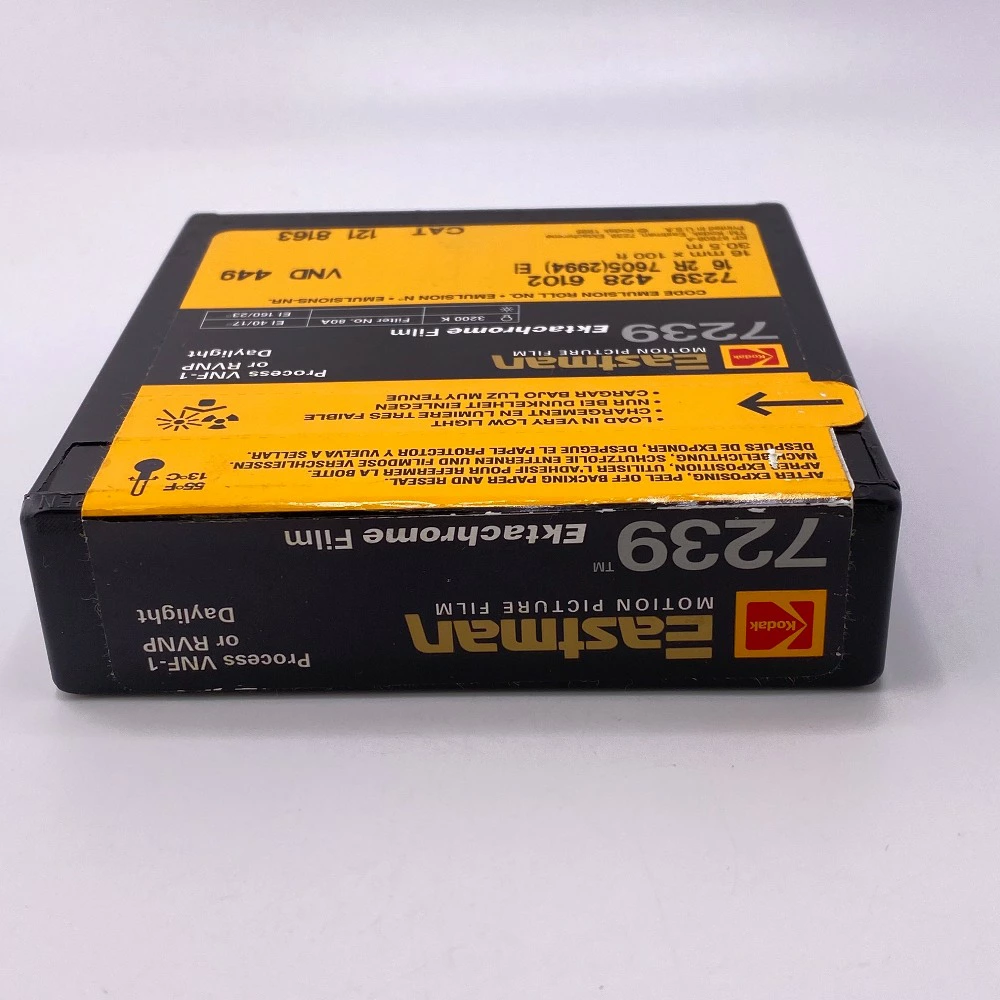 Kodak
Eastman
MOTION PICTURE FILM
7239™ Ektachrome Film
Process VNF-1
or RVNP
Daylight
AFTER EXPOSING, PEEL OFF BACKING PAPER AND RESEAL.
APRES EXPOSITION, UTILISER L'ADHESIF POUR REFERMER LA BOITE.
NACH BELICHTUNG, SCHUTZFOLIE ENTFERNEN UND FILMDOSE VERSCHLIESSEN.
DESPUES DE EXPONER, DESPEGUE EL PAPEL PROTECTOR Y VUELVA A SELLAR.
55°F
13°C
• LOAD IN VERY LOW LIGHT
• CHARGEMENT EN LUMIERE TRES FAIBLE
• NUR BEI DUNKELHEIT EINLEGEN
• CARGAR BAJO LUZ MUY TENUE
Kodak
Eastman
MOTION PICTURE FILM
7239 Ektachrome Film
Process VNF-1
or RVNP
Daylight
3200 K Filter No. 80A EI 40/17°
EI 160/23°
CODE EMULSION ROLL NO. • EMULSION N° • EMULSIONS-NR.
7239 428 6102
16 2R 7605(2994) EI
16 mm x 100 ft
30.5 m
VND 449
CAT 121 8163
TM: Kodak, Eastman 7239, Ektachrome
Printed in U.S.A.